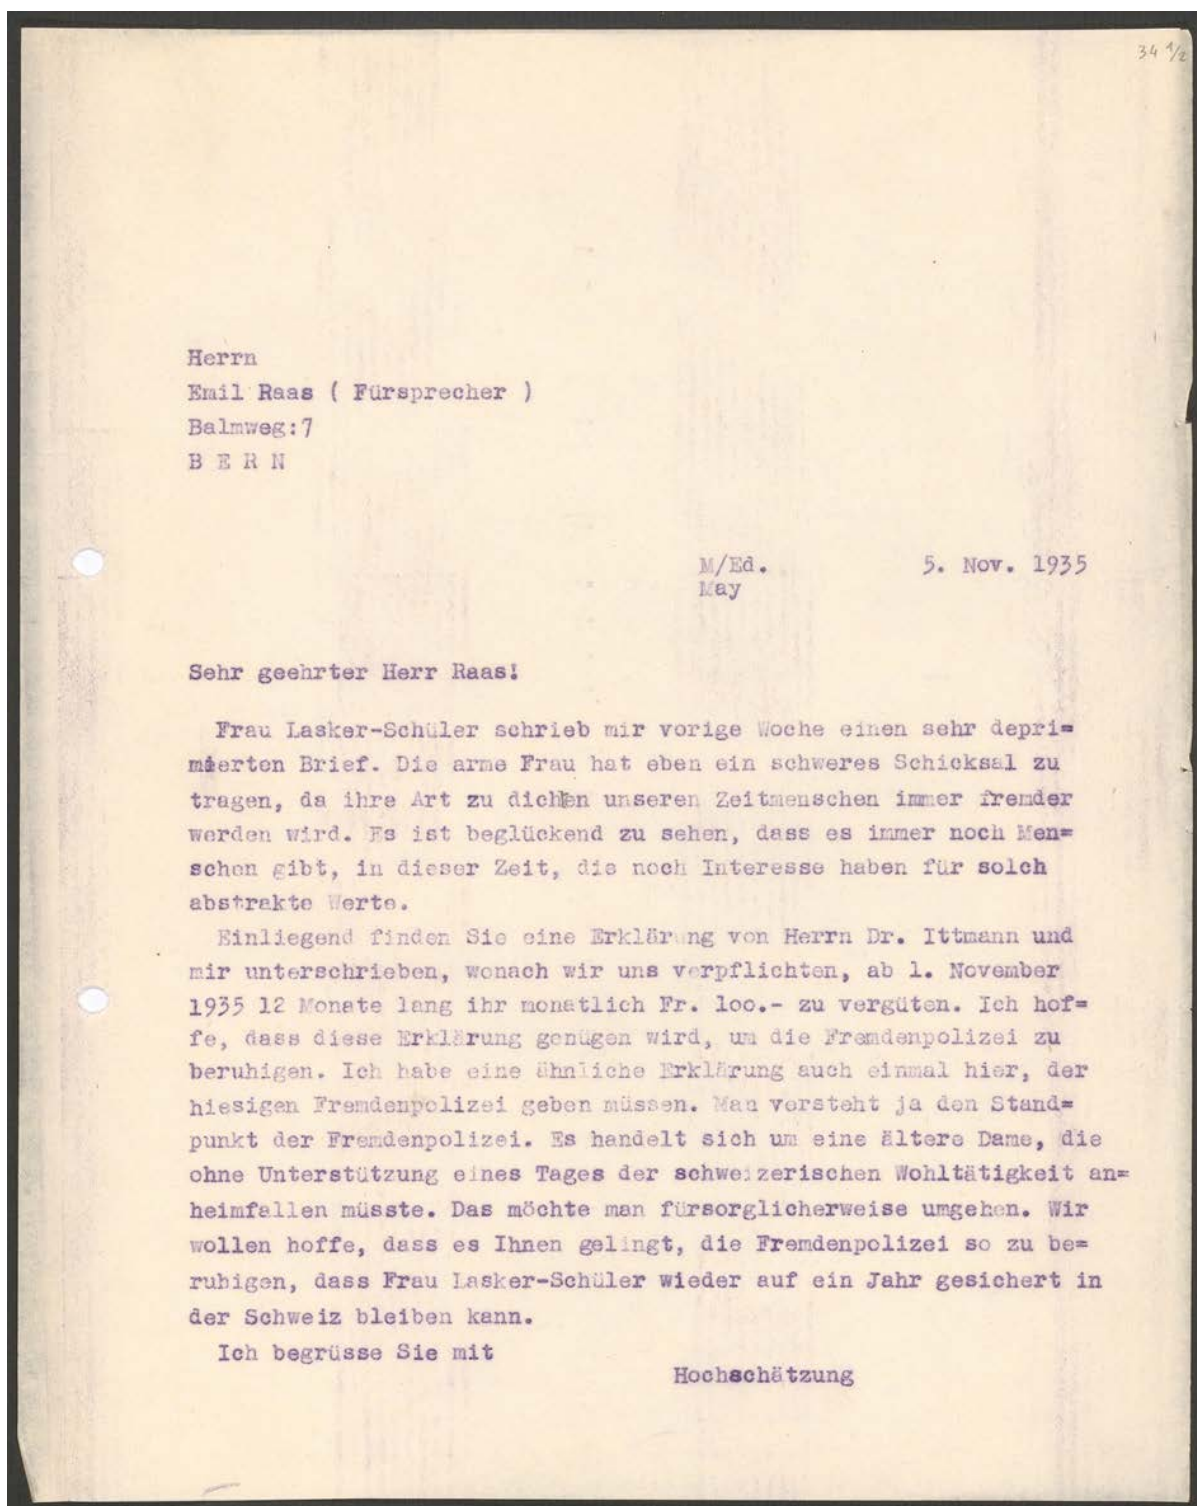 34 1/2
Herrn
Emil Raas ( Fürsprecher )
Balmweg:7
B E R N
M/Ed. 5. Nov. 1935
May
Sehr geehrter Herr Raas!
Frau Lasker-Schüler schrieb mir vorige Woche einen sehr depri=
mierten Brief. Die arme Frau hat eben ein schweres Schicksal zu
tragen, da ihre Art zu dichten unseren Zeitmenschen immer fremder
werden wird. Es ist beglückend zu sehen, dass es immer noch Men=
schen gibt, in dieser Zeit, die noch Interesse haben für solch
abstrakte Werte.
Einliegend finden Sie eine Erklärung von Herrn Dr. Ittmann und
mir unterschrieben, wonach wir uns verpflichten, ab 1. November
1935 12 Monate lang ihr monatlich Fr. loo.- zu vergüten. Ich hof=
fe, dass diese Erklärung genügen wird, um die Fremdenpolizei zu
beruhigen. Ich habe eine ähnliche Erklärung auch einmal hier, der
hiesigen Fremdenpolizei geben müssen. Man versteht ja den Stand=
punkt der Fremdenpolizei. Es handelt sich um eine ältere Dame, die
ohne Unterstützung eines Tages der schweizerischen Wohltätigkeit an=
heimfallen müsste. Das möchte man fürsorglicherweise umgehen. Wir
wollen hoffe, dass es Ihnen gelingt, die Fremdenpolizei so zu be=
ruhigen, dass Frau Lasker-Schüler wieder auf ein Jahr gesichert in
der Schweiz bleiben kann.
Ich begrüsse Sie mit
Hochschätzung